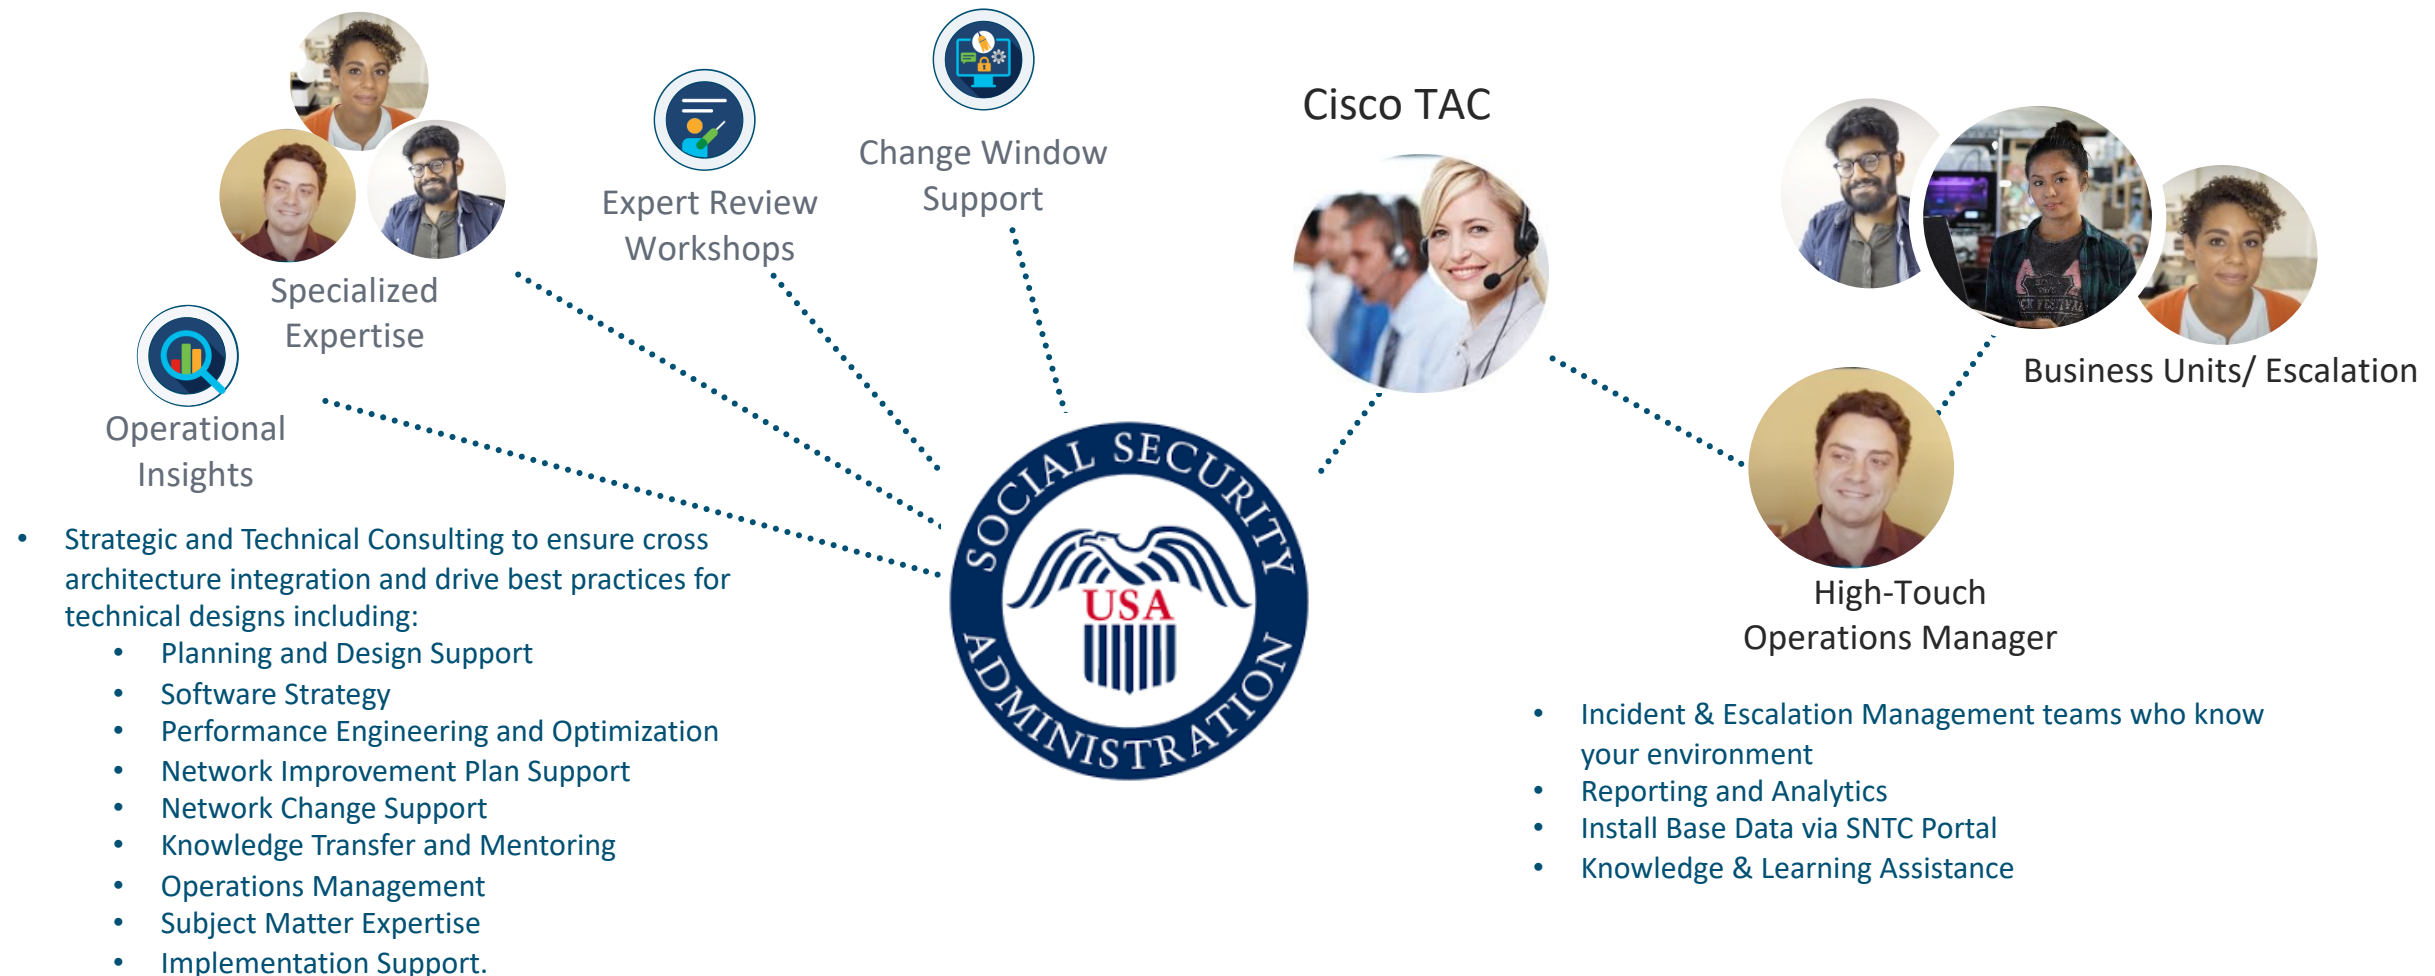 Specialized
Expertise
Operational
Insights
Expert Review
Workshops
Change Window
Support
Cisco TAC
Business Units/ Escalation
High-Touch
Operations Manager
SOCIAL SECURITY
ADMINISTRATION
USA
• Strategic and Technical Consulting to ensure cross
architecture integration and drive best practices for
technical designs including:
• Planning and Design Support
• Software Strategy
• Performance Engineering and Optimization
• Network Improvement Plan Support
• Network Change Support
• Knowledge Transfer and Mentoring
• Operations Management
• Subject Matter Expertise
• Implementation Support.
• Incident & Escalation Management teams who know
your environment
• Reporting and Analytics
• Install Base Data via SNTC Portal
• Knowledge & Learning Assistance